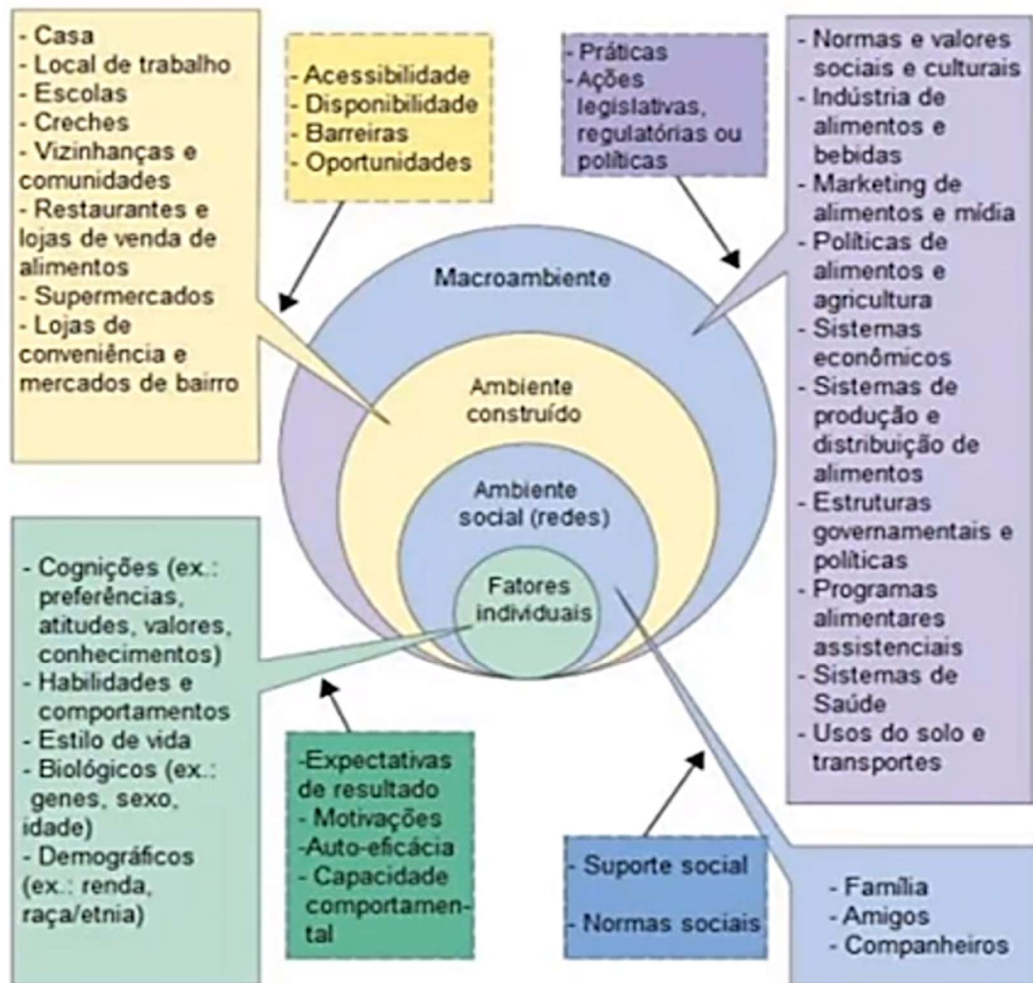 - Casa
- Local de trabalho
- Escolas
- Creches
- Vizinhanças e
comunidades
- Restaurantes e
lojas de venda de
alimentos
- Supermercados
- Lojas de
conveniência e
mercados de bairro
- Acessibilidade
- Disponibilidade
- Barreiras
- Oportunidades
- Práticas
- Ações
legislativas,
regulatórias ou
políticas
- Normas e valores
sociais e culturais
- Indústria de
alimentos e
bebidas
- Marketing de
alimentos e mídia
- Políticas de
alimentos e
agricultura
- Sistemas
econômicos
- Sistemas de
produção e
distribuição de
alimentos
- Estruturas
governamentais e
políticas
- Programas
alimentares
assistenciais
- Sistemas de
Saúde
- Usos do solo e
transportes
Macroambiente
Ambiente
construído
Ambiente
social (redes)
Fatores
individuais
- Cognições (ex.:
preferências,
atitudes, valores,
conhecimentos)
- Habilidades e
comportamentos
- Estilo de vida
- Biológicos (ex.:
genes, sexo,
idade)
- Demográficos
(ex.: renda,
raça/etnia)
-Expectativas
de resultado
- Motivações
-Auto-eficácia
- Capacidade
comportamen-
tal
- Suporte social
- Normas sociais
- Família
- Amigos
- Companheiros